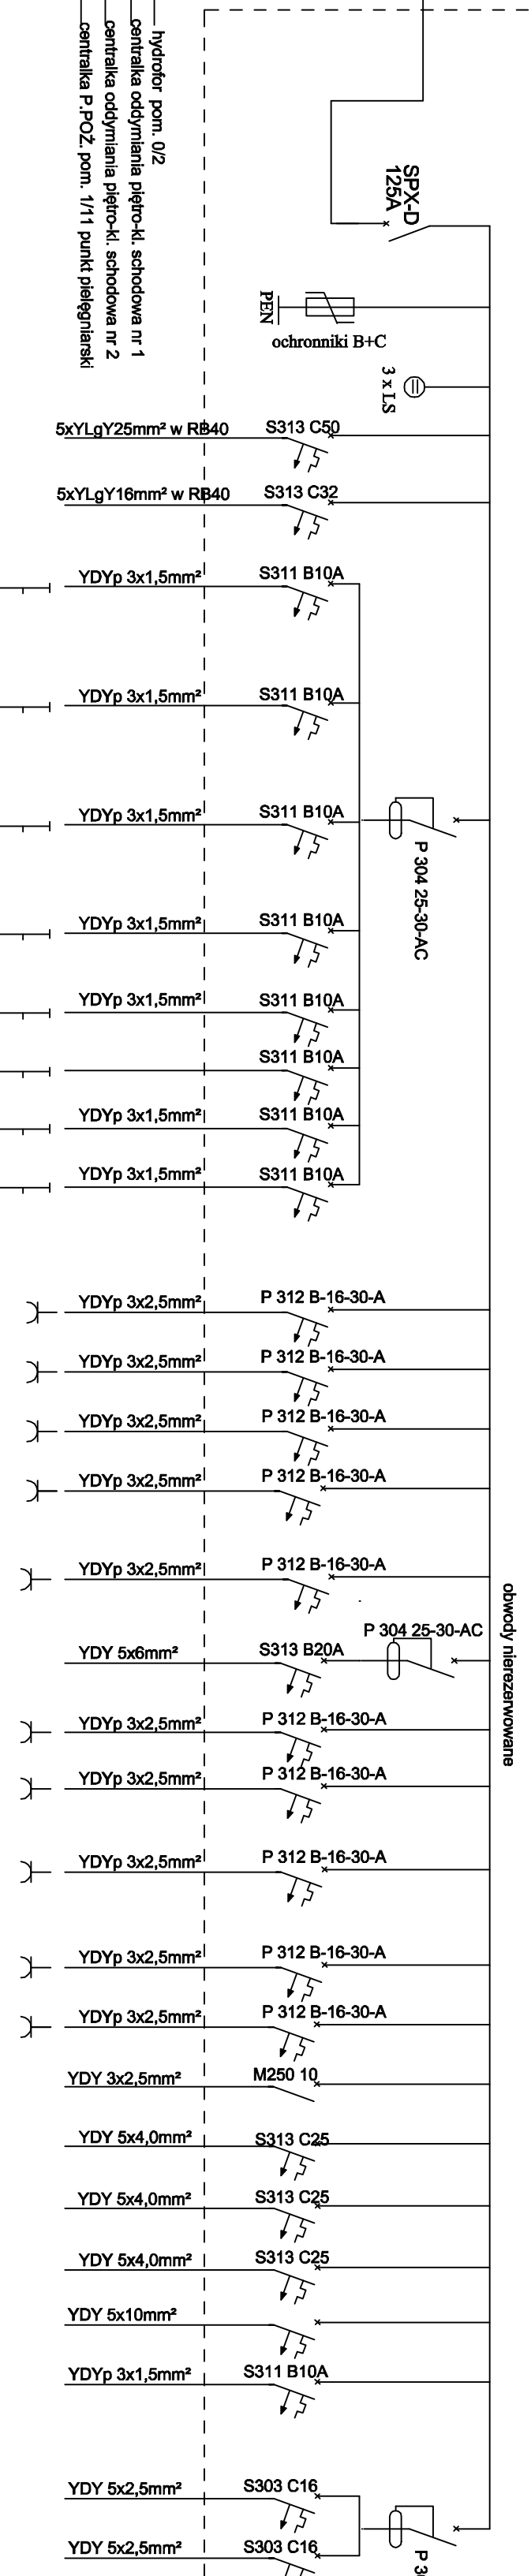 hydrofor pom. 0/2
centralka oddymiania piętro-kl. schodowa nr 1
centralka oddymiania piętro-kl. schodowa nr 2
centralka P.POŻ. pom. 1/11 punkt pielęgniarski
SPX-D
125A
PEN
ochronniki B+C
3 x LS
5xYLgY25mm² w RB40
S313 C50
5xYLgY16mm² w RB40
S313 C32
YDYp 3x1,5mm²
S311 B10A
YDYp 3x1,5mm²
S311 B10A
YDYp 3x1,5mm²
S311 B10A
P 304 25-30-AC
YDYp 3x1,5mm²
S311 B10A
YDYp 3x1,5mm²
S311 B10A
S311 B10A
YDYp 3x1,5mm²
S311 B10A
YDYp 3x1,5mm²
S311 B10A
YDYp 3x2,5mm²
P 312 B-16-30-A
YDYp 3x2,5mm²
P 312 B-16-30-A
YDYp 3x2,5mm²
P 312 B-16-30-A
YDYp 3x2,5mm²
P 312 B-16-30-A
YDYp 3x2,5mm²
P 312 B-16-30-A
obwody nierezerwowane
P 304 25-30-AC
YDY 5x6mm²
S313 B20A
YDYp 3x2,5mm²
P 312 B-16-30-A
YDYp 3x2,5mm²
P 312 B-16-30-A
YDYp 3x2,5mm²
P 312 B-16-30-A
YDYp 3x2,5mm²
P 312 B-16-30-A
YDYp 3x2,5mm²
P 312 B-16-30-A
YDY 3x2,5mm²
M250 10
YDY 5x4,0mm²
S313 C25
YDY 5x4,0mm²
S313 C25
YDY 5x4,0mm²
S313 C25
YDY 5x10mm²
YDYp 3x1,5mm²
S311 B10A
YDY 5x2,5mm²
S303 C16
YDY 5x2,5mm²
S303 C16